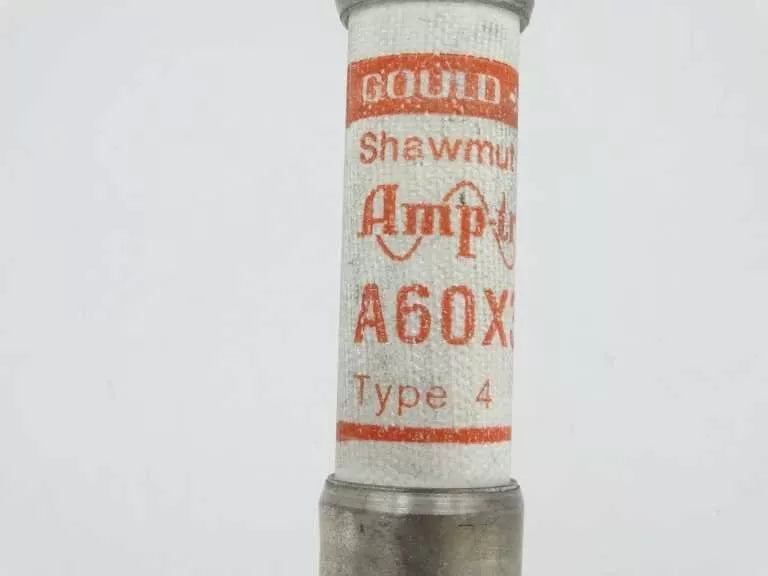 GOULD
Shawmut
Amp-tr
A60X
Type 4